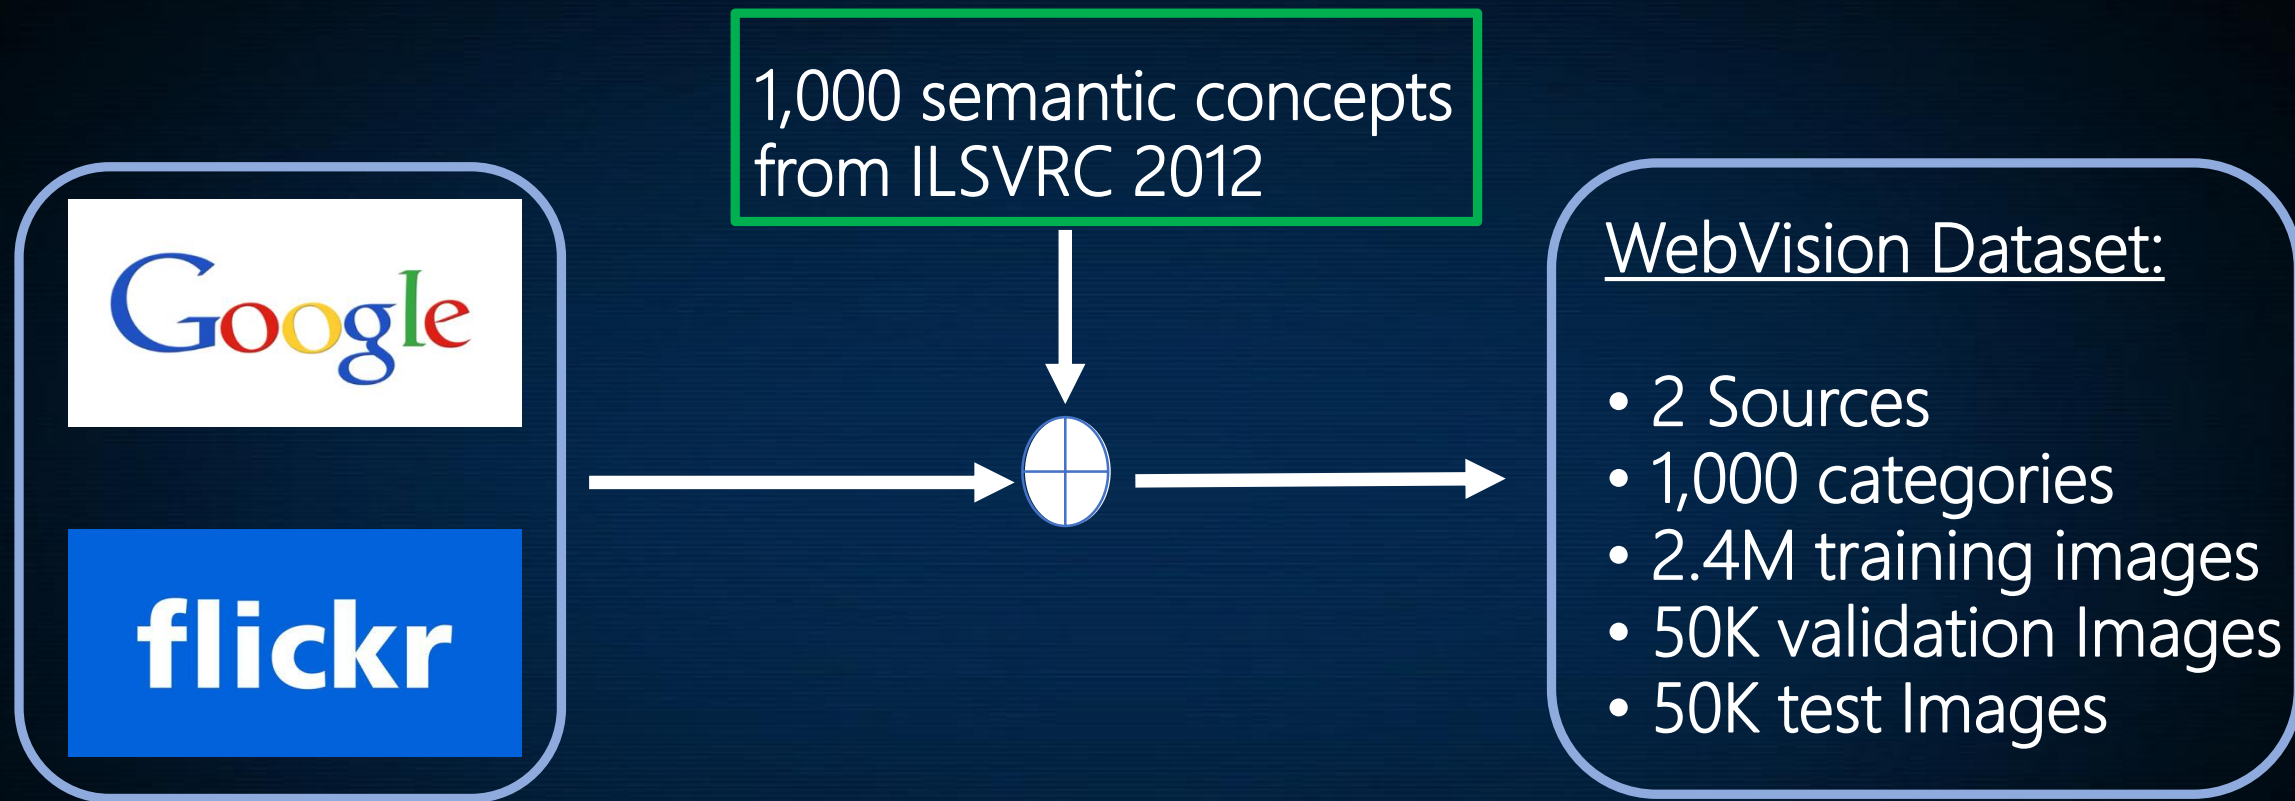 1,000 semantic concepts
from ILSVRC 2012
Google
flickr
WebVision Dataset:
• 2 Sources
• 1,000 categories
• 2.4M training images
• 50K validation Images
• 50K test Images